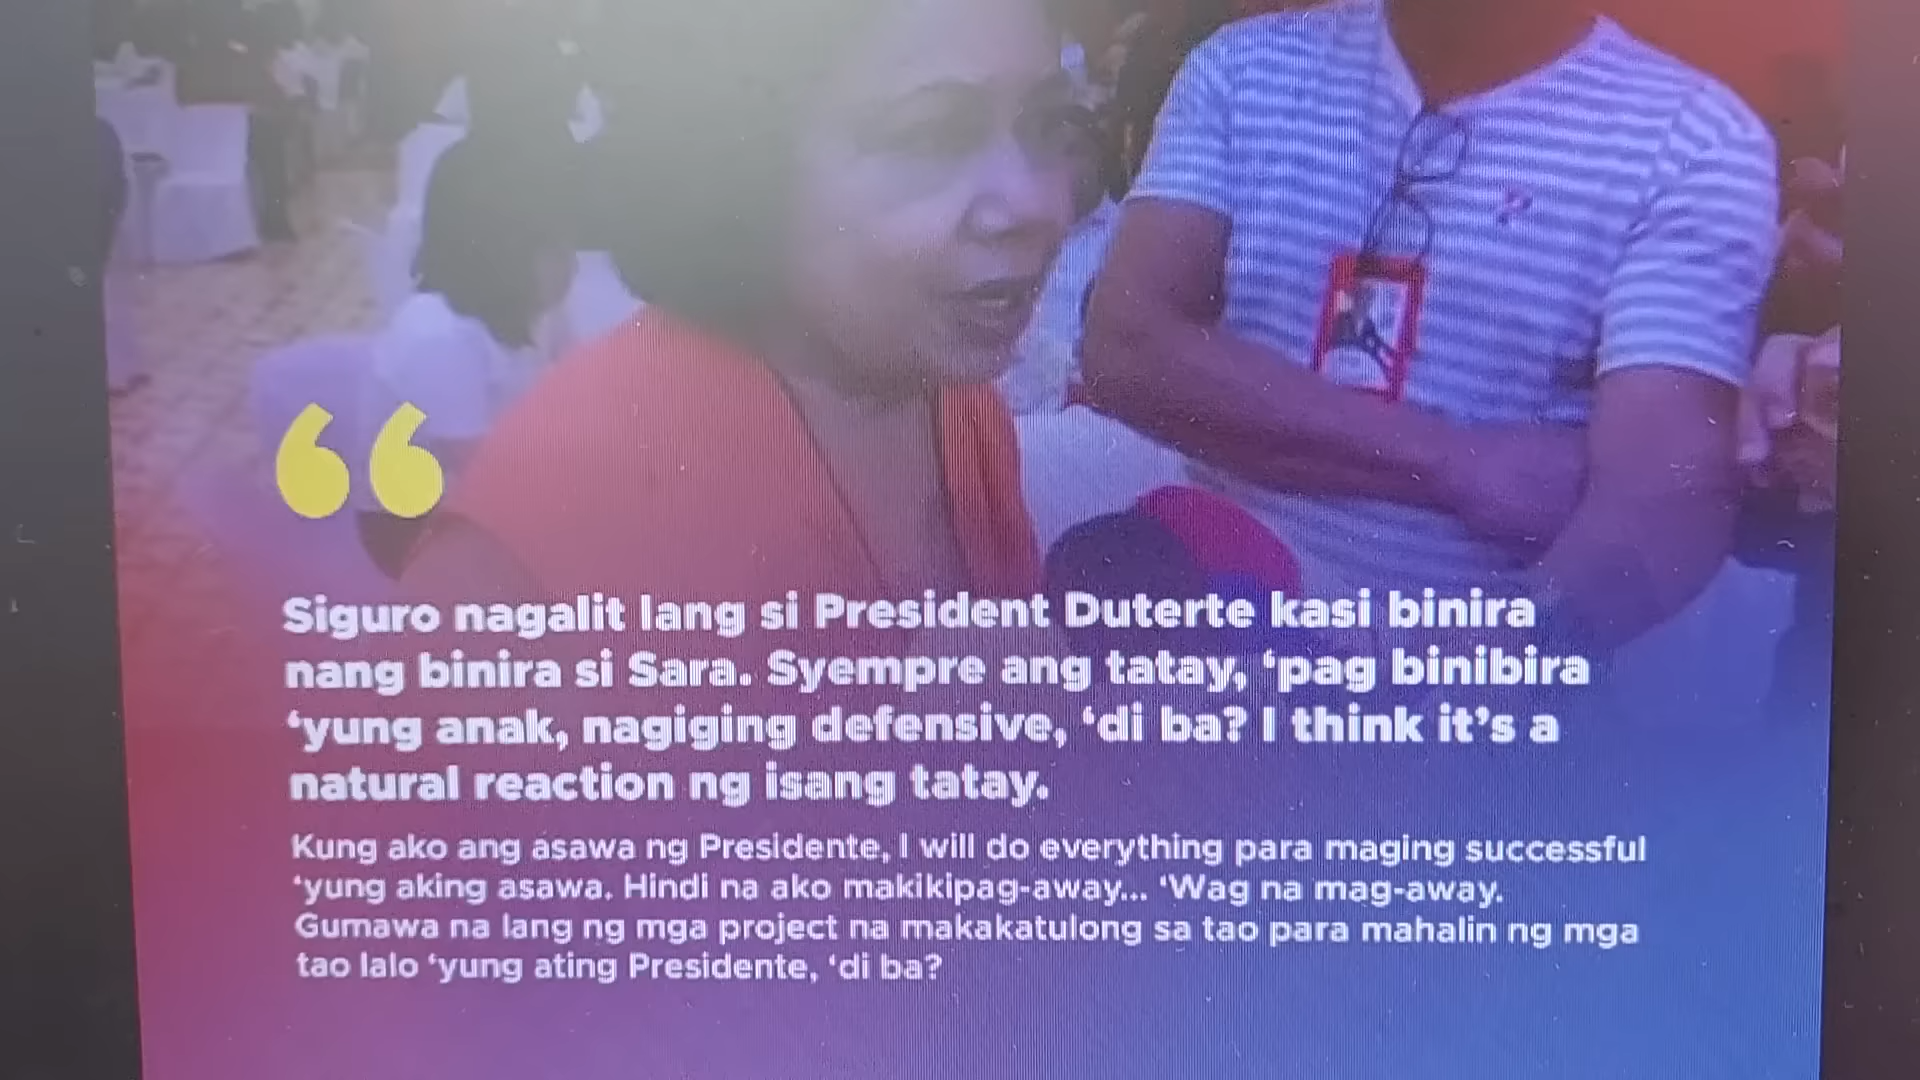 Siguro nagalit lang si President Duterte kasi binira
nang binira si Sara. Syempre ang tatay, ‘pag binibira
‘yung anak, nagiging defensive, ‘di ba? I think it’s a
natural reaction ng isang tatay.
Kung ako ang asawa ng Presidente, I will do everything para maging successful
‘yung aking asawa. Hindi na ako makikipag-away... ‘Wag na mag-away.
Gumawa na lang ng mga project na makakatulong sa tao para mahalin ng mga
tao lalo ‘yung ating Presidente, ‘di ba?